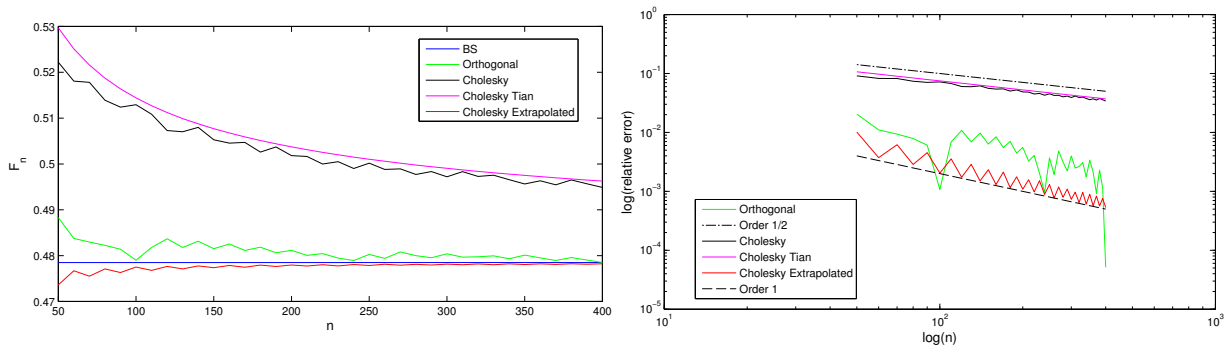 0.53
0.52
0.51
0.5
0.49
0.48
0.47
F_n
50
100
150
200
250
300
350
400
n
BS
Orthogonal
Cholesky
Cholesky Tian
Cholesky Extrapolated
10^0
10^-1
10^-2
10^-3
10^-4
10^-5
log(relative error)
10^1
10^2
10^3
log(n)
Orthogonal
Order 1/2
Cholesky
Cholesky Tian
Cholesky Extrapolated
Order 1